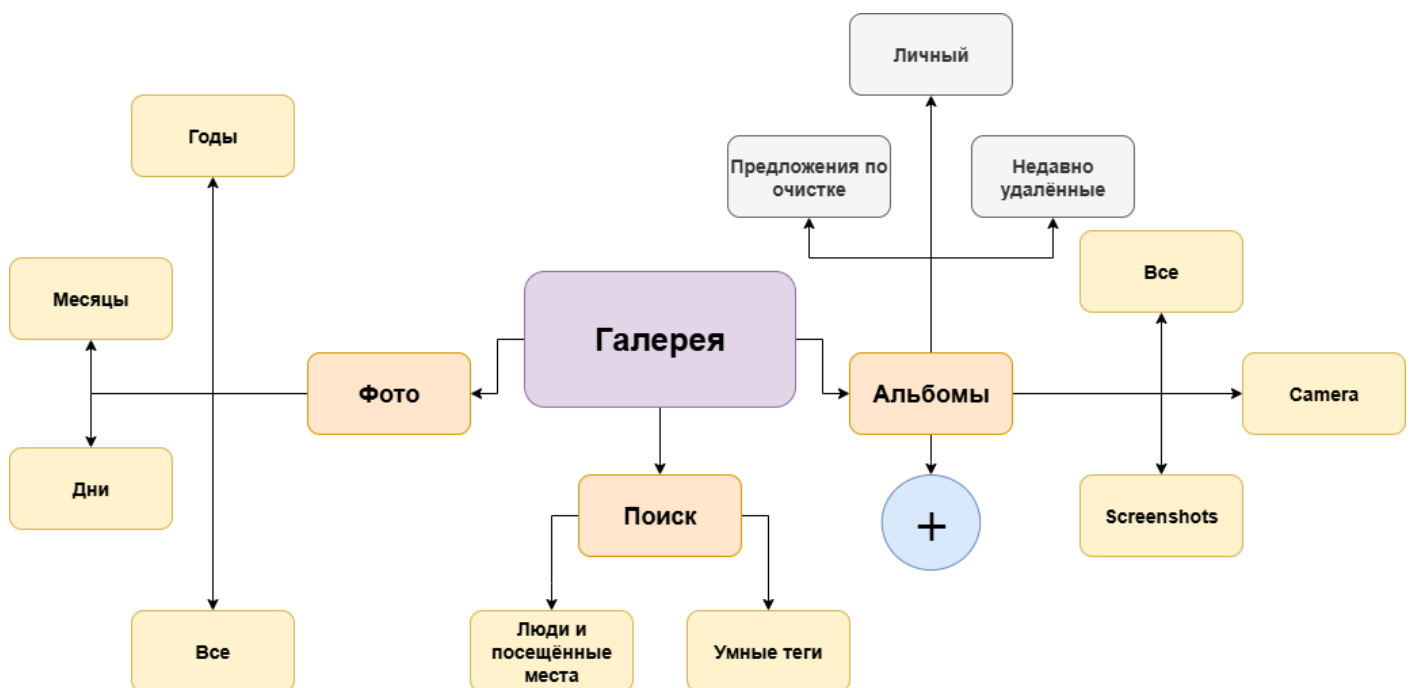 Личный
Годы
Предложения по
очистке
Недавно
удалённые
Все
Месяцы
Галерея
Фото
Альбомы
Camera
Дни
Поиск
+
Screenshots
Все
Люди и
посещённые
места
Умные теги